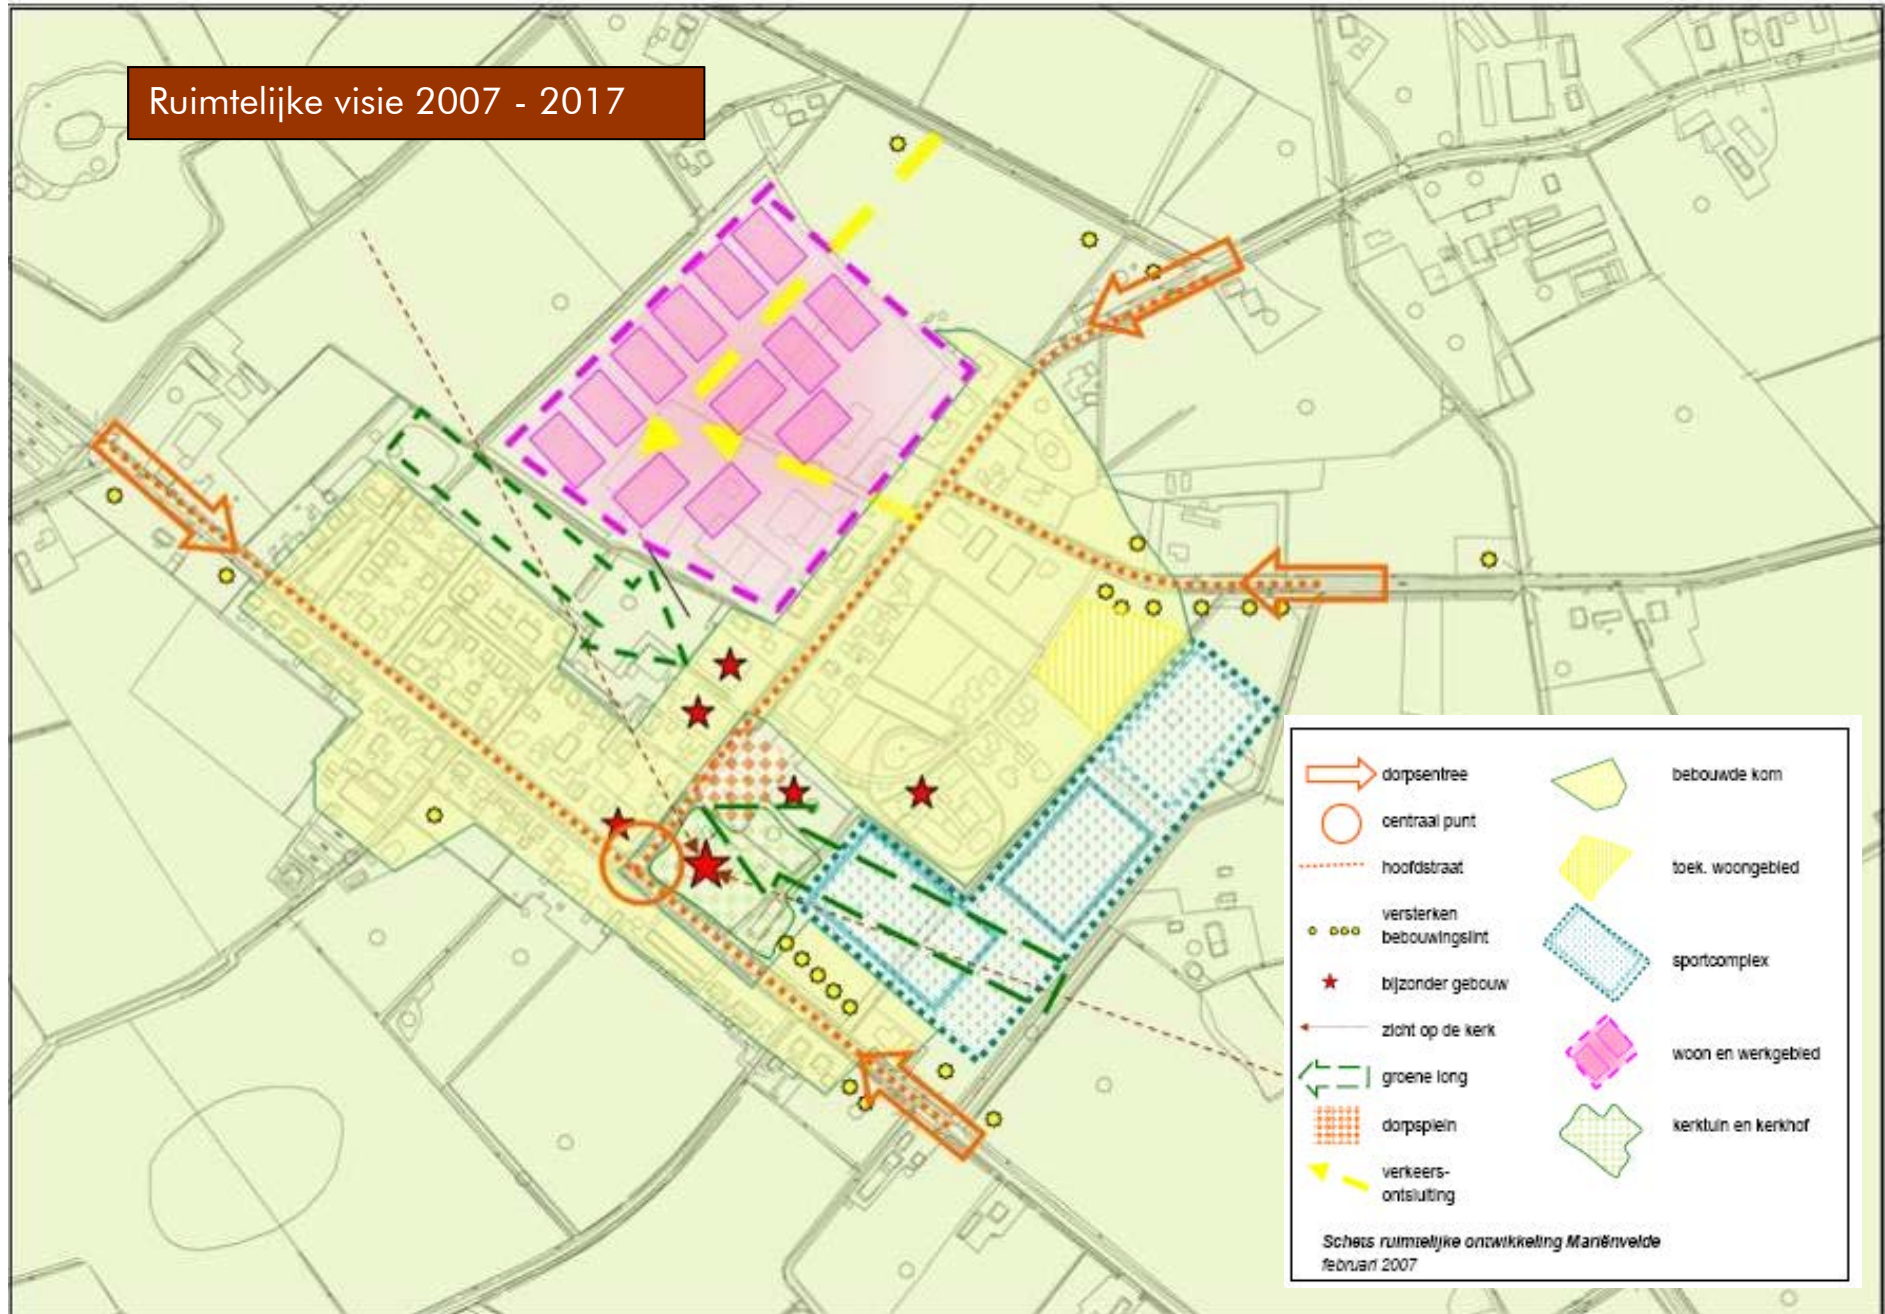 Ruimtelijke visie 2007 - 2017
dorpsentree
centraal punt
hoofdstraat
versterken
bebouwingslint
bijzonder gebouw
zicht op de kerk
groene long
dorpsplein
verkeers-
ontsluiting
bebouwde kom
toek. woongebied
sportcomplex
woon en werkgebied
kerktuin en kerkhof
Schets ruimtelijke ontwikkeling Mariënvelde
februari 2007